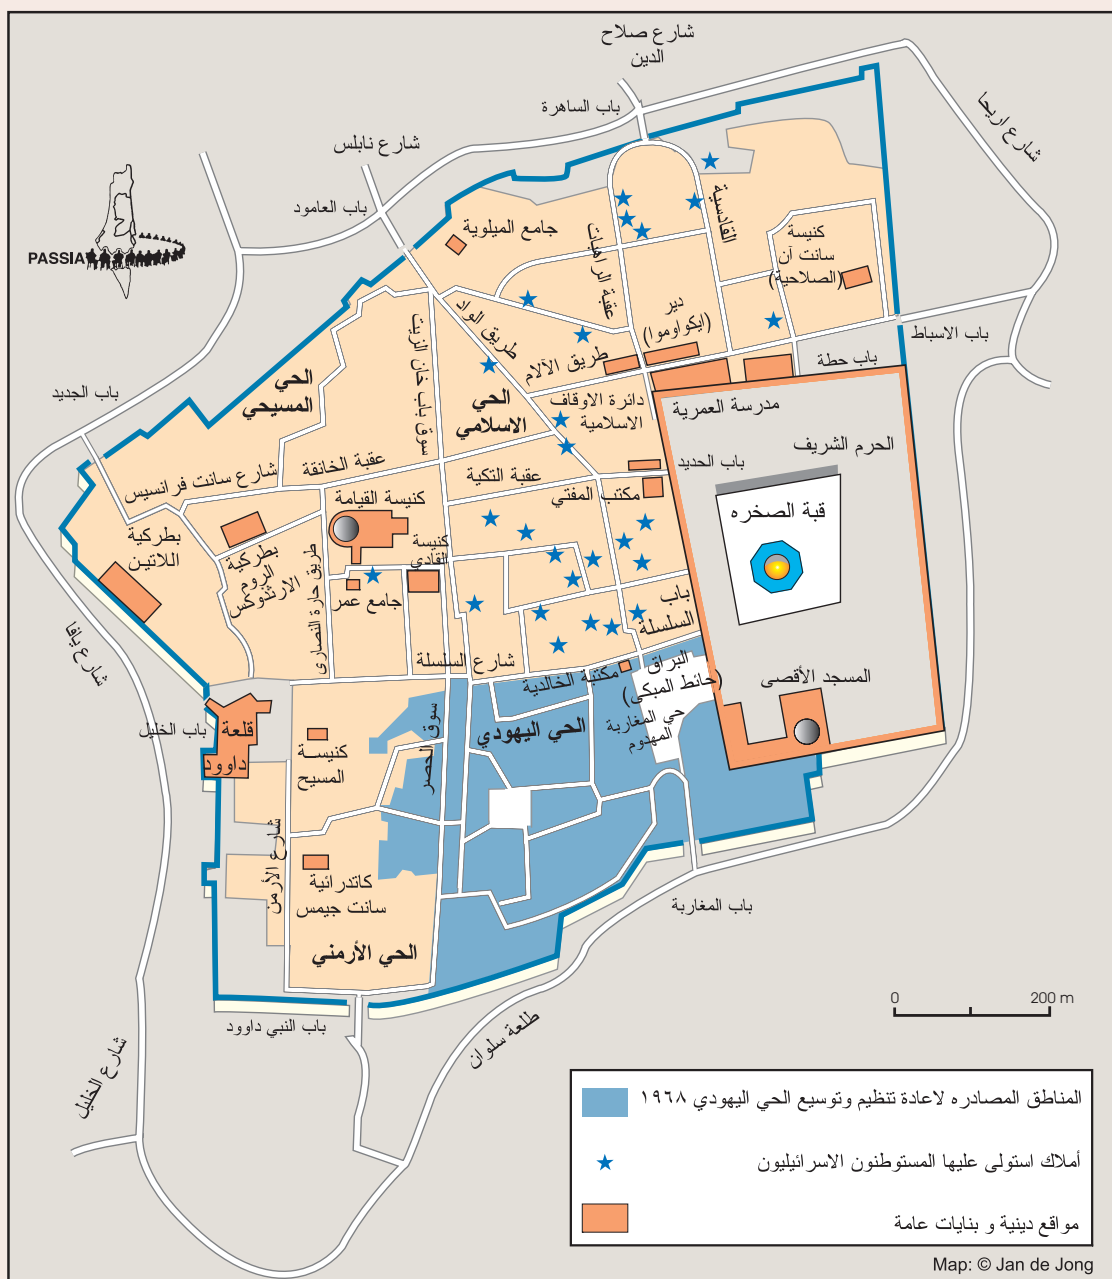 شارع صلاح
الدين
باب الساهرة
شارع اريحا
شارع نابلس
باب العامود
PASSIA
جامع الميلوية
القادسية
عقبة الراهبات
كنيسة
سانت آن
(الصلاحية)
دير
(ايكواوموا)
طريق الواد
طريق الآلام
سوق باب خان الزيت
باب الاسباط
باب حطة
باب الجديد
الحي
المسيحي
الحي
الاسلامي
دائرة الاوقاف
الاسلامية
مدرسة العمرية
الحرم الشريف
باب الحديد
عقبة الخانقة
شارع سانت فرانسيس
عقبة التكية
مكتب المفتي
كنيسة القيامة
قبة الصخره
بطركية
اللاتين
بطركية
الروم
الارثذوكس
طريق حارة النصارى
كنيسة
الفادي
جامع عمر
باب
السلسلة
شارع السلسلة
مكتبة الخالدية
البراق
(حائط المبكى)
حي المغاربة
المهدوم
المسجد الأقصى
شارع يافا
باب الخليل
قلعة
داوود
كنيسة
المسيح
سوق الحصر
الحي اليهودي
شارع الأرمن
كاتدرائية
سانت جيمس
الحي الأرمني
باب المغاربة
باب النبي داوود
طلعة سلوان
شارع الخليل
0 200 m
المناطق المصادره لاعادة تنظيم وتوسيع الحي اليهودي ١٩٦٨
أملاك استولى عليها المستوطنون الاسرائيليون
مواقع دينية و بنايات عامة
Map: © Jan de Jong